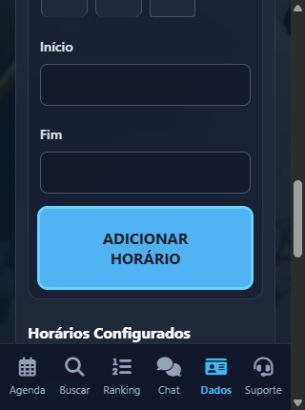 Início
Fim
ADICIONAR
HORÁRIO
Horários Configurados
Agenda
Buscar
Ranking
Chat
Dados
Suporte